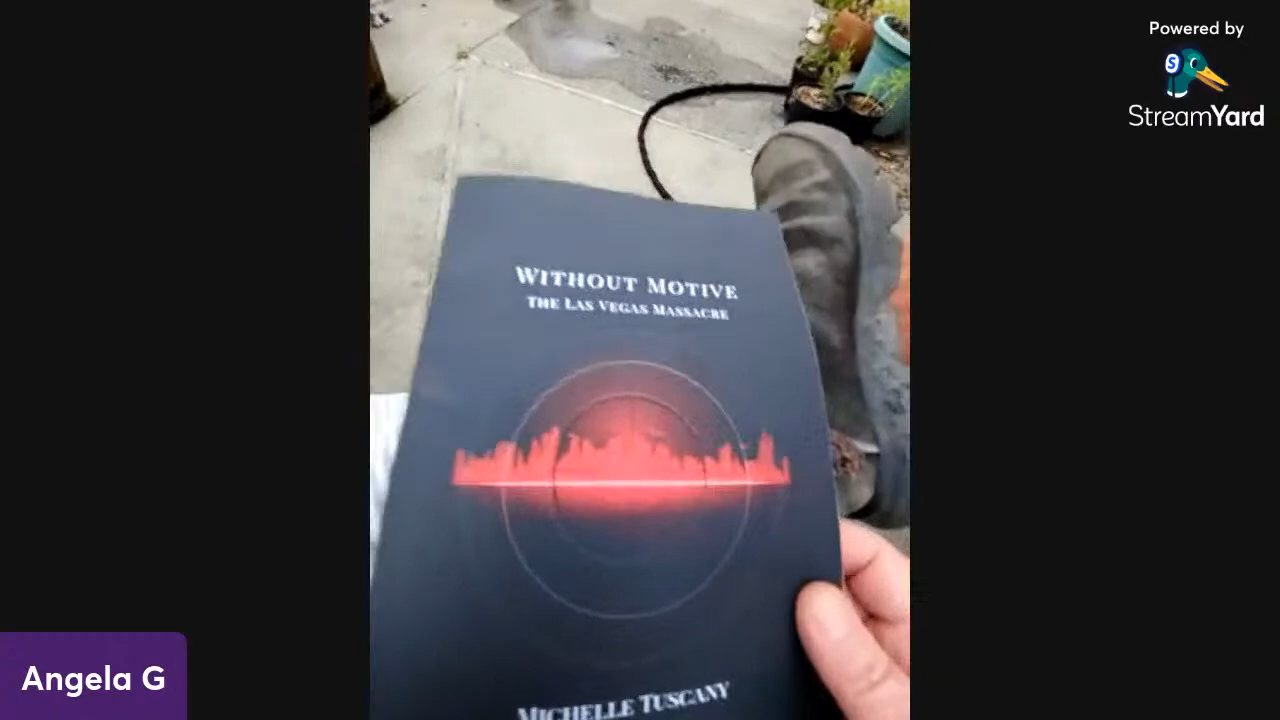 Powered by
S
StreamYard
WITHOUT MOTIVE
THE LAS VEGAS MASSACRE
MICHELLE TUSCANY
Angela G